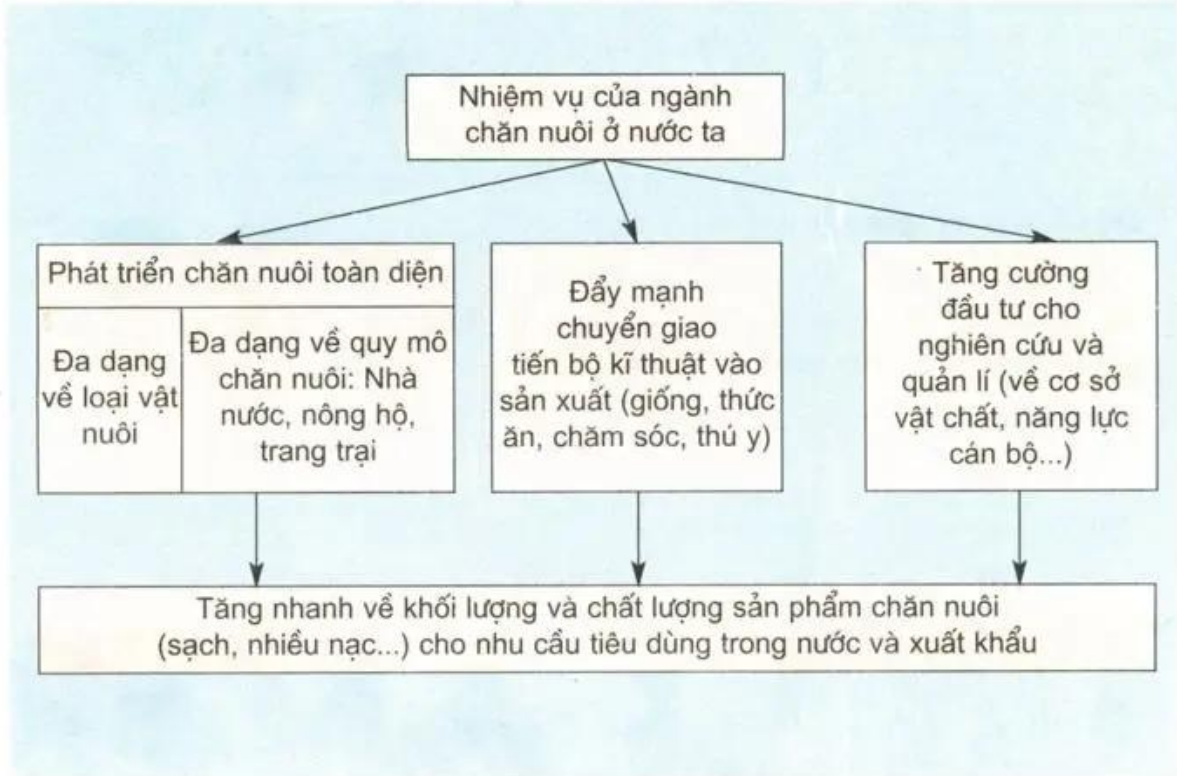 Nhiệm vụ của ngành
chăn nuôi ở nước ta
Phát triển chăn nuôi toàn diện
Đa dạng
về loại vật
nuôi
Đa dạng về quy mô
chăn nuôi: Nhà
nước, nông hộ,
trang trại
Đẩy mạnh
chuyển giao
tiến bộ kĩ thuật vào
sản xuất (giống, thức
ăn, chăm sóc, thú y)
Tăng cường
đầu tư cho
nghiên cứu và
quản lí (về cơ sở
vật chất, năng lực
cán bộ...)
Tăng nhanh về khối lượng và chất lượng sản phẩm chăn nuôi
(sạch, nhiều nạc...) cho nhu cầu tiêu dùng trong nước và xuất khẩu